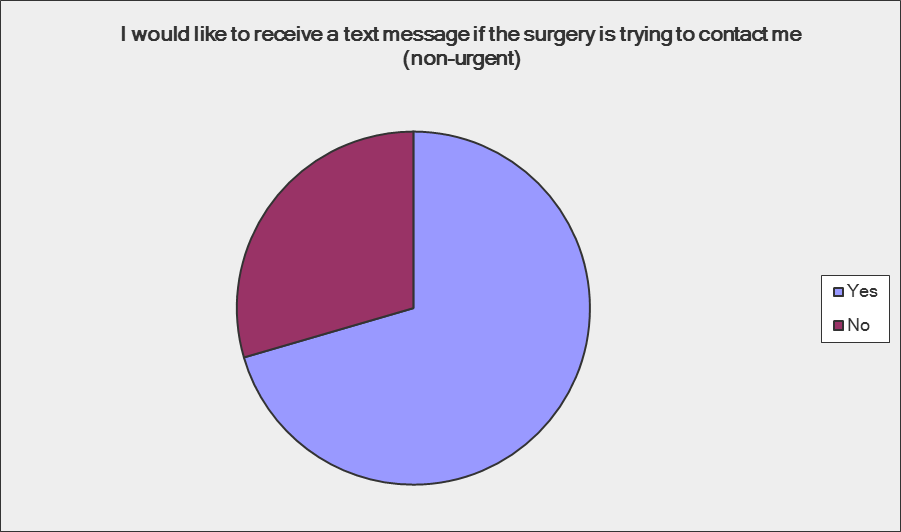 I would like to receive a text message if the surgery is trying to contact me
(non-urgent)
Yes
No